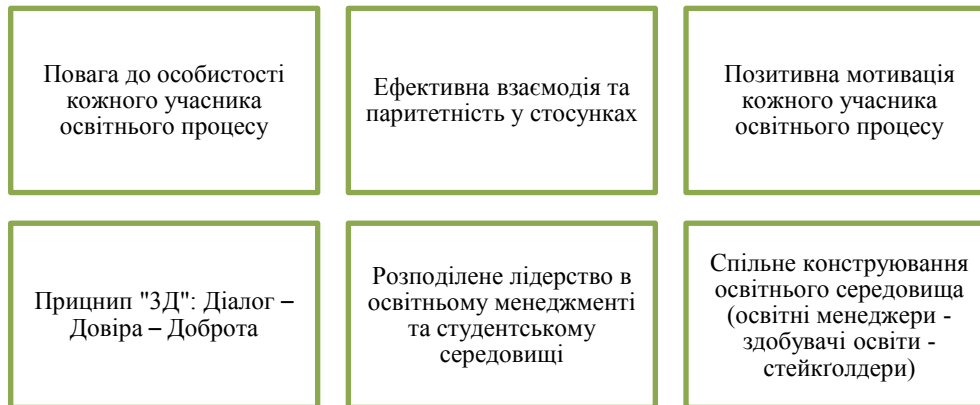 Повага до особистості
кожного учасника
освітнього процесу
Ефективна взаємодія та
паритетність у стосунках
Позитивна мотивація
кожного учасника
освітнього процесу
Прицнип "3Д": Діалог –
Довіра – Доброта
Розподілене лідерство в
освітньому менеджменті
та студентському
середовищі
Спільне конструювання
освітнього середовища
(освітні менеджери -
здобувачі освіти -
стейкґолдери)